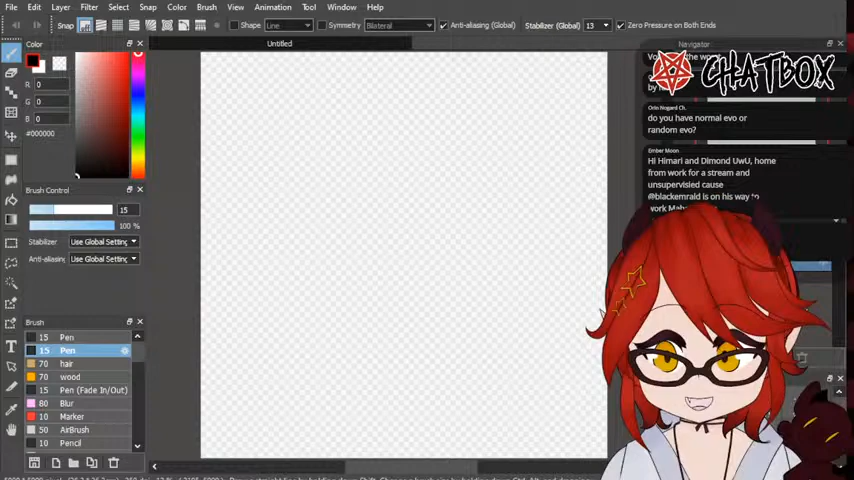 File Edit Layer Filter Select Snap Color Brush View Animation Tool Window Help
Snap Shape Line Symmetry Bilateral Anti-aliasing (Global) Stabilizer (Global) 13 Zero Pressure on Both Ends
Color
Untitled
Navigator
CHATBOX
R 0
G 0
B 0
#000000
Orin Nogard Ch.
do you have normal evo or
random evo?
Ember Moon
Hi Himari and Dimond UwU, home
from work for a stream and
unsupervisied cause
@blackemrald is on his way to
work
Brush Control
15
100 %
Stabilizer Use Global Setting
Anti-aliasing Use Global Setting
Brush
15 Pen
15 Pen
70 hair
70 wood
15 Pen (Fade In/Out)
80 Blur
10 Marker
50 AirBrush
10 Pencil